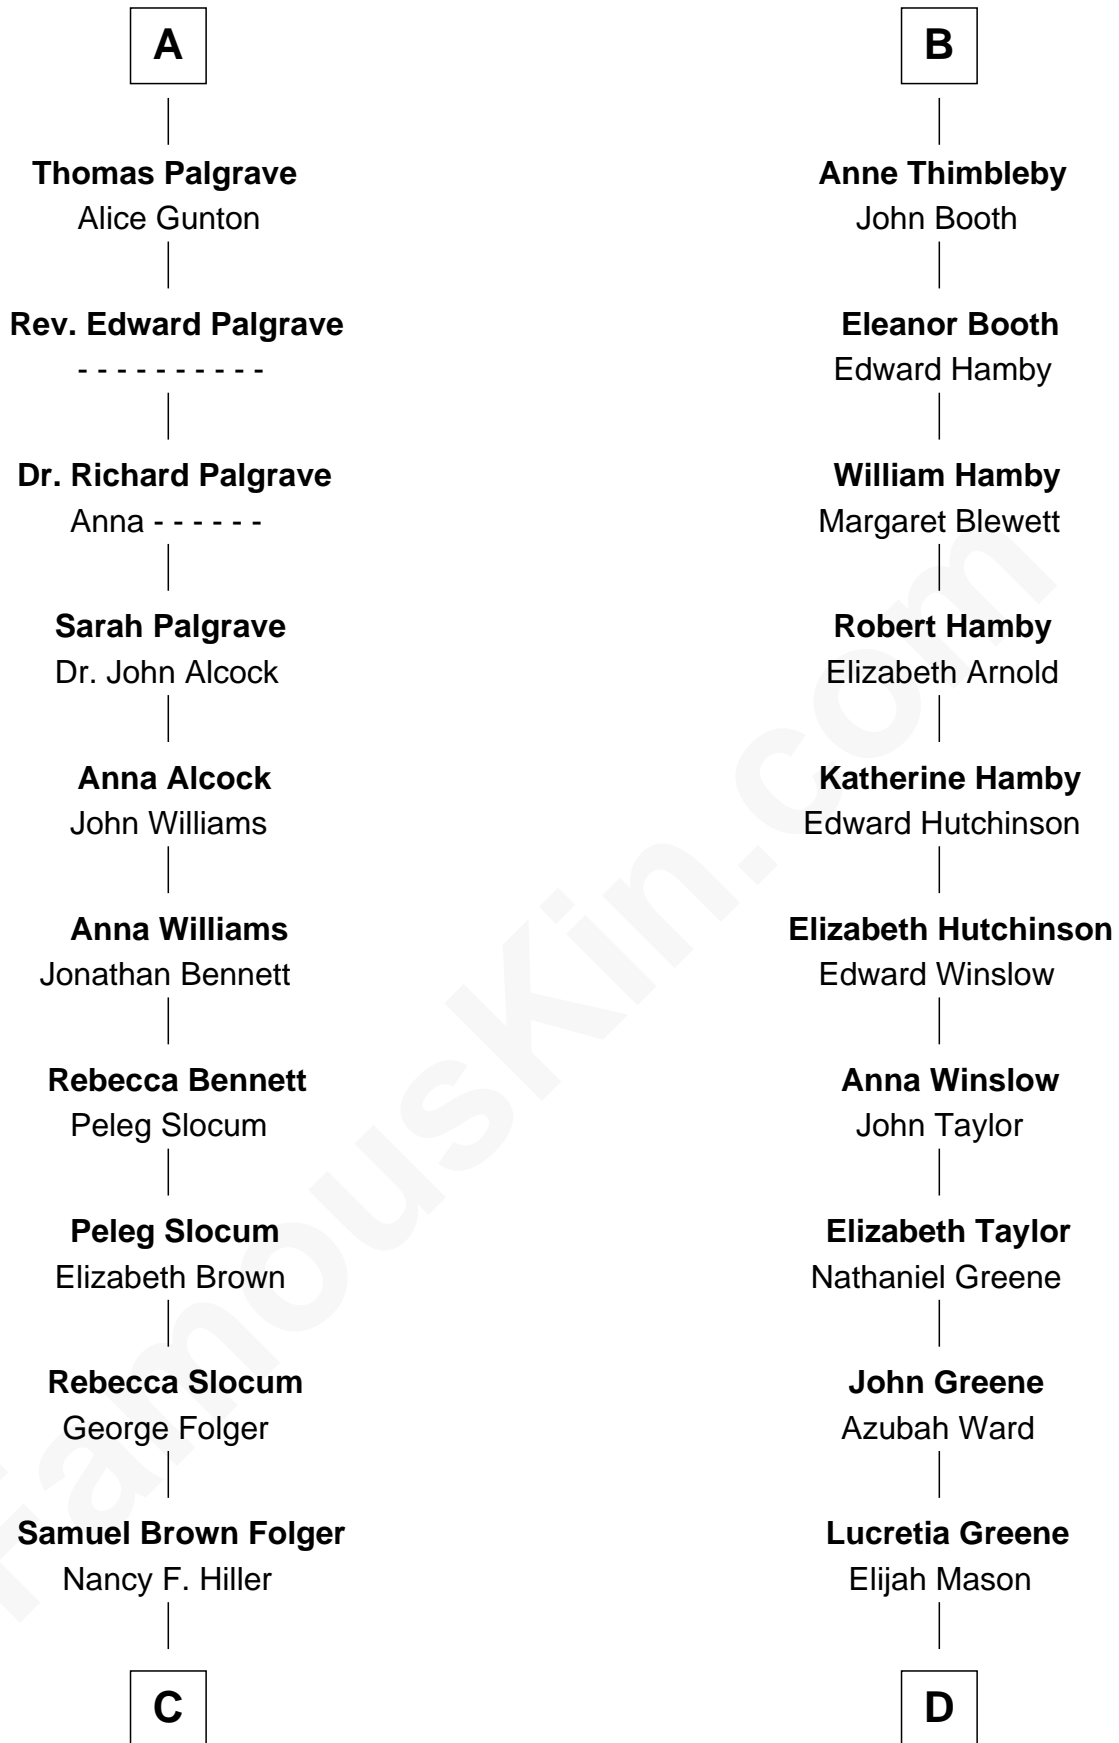 A
Thomas Palgrave
Alice Gunton
Rev. Edward Palgrave
- - - - - - - - - -
Dr. Richard Palgrave
Anna - - - - - -
Sarah Palgrave
Dr. John Alcock
Anna Alcock
John Williams
Anna Williams
Jonathan Bennett
Rebecca Bennett
Peleg Slocum
Peleg Slocum
Elizabeth Brown
Rebecca Slocum
George Folger
Samuel Brown Folger
Nancy F. Hiller
C
B
Anne Thimbleby
John Booth
Eleanor Booth
Edward Hamby
William Hamby
Margaret Blewett
Robert Hamby
Elizabeth Arnold
Katherine Hamby
Edward Hutchinson
Elizabeth Hutchinson
Edward Winslow
Anna Winslow
John Taylor
Elizabeth Taylor
Nathaniel Greene
John Greene
Azubah Ward
Lucretia Greene
Elijah Mason
D
FamousKin.com